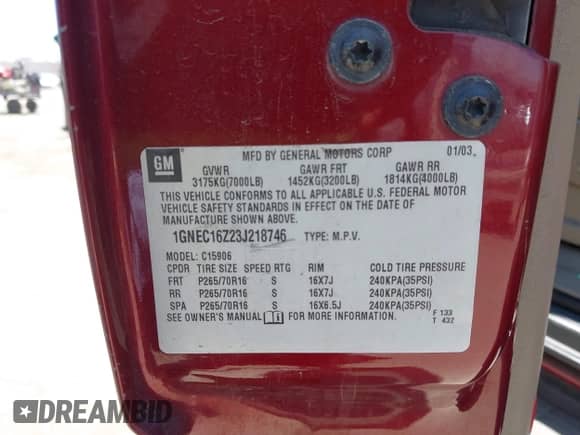 GM
MFD BY GENERAL MOTORS CORP 01/03
GVWR GAWR FRT GAWR RR
3175KG(7000LB) 1452KG(3200LB) 1814KG(4000LB)
THIS VEHICLE CONFORMS TO ALL APPLICABLE U.S. FEDERAL MOTOR
VEHICLE SAFETY STANDARDS IN EFFECT ON THE DATE OF
MANUFACTURE SHOWN ABOVE.
1GNEC16Z23J218746 TYPE: M.P.V.
MODEL: C15906
CPDR TIRE SIZE SPEED RTG RIM COLD TIRE PRESSURE
FRT P265/70R16 S 16X7J 240KPA(35PSI)
RR P265/70R16 S 16X7J 240KPA(35PSI)
SPA P265/70R16 S 16X6.5J 240KPA(35PSI)
SEE OWNER'S MANUAL FOR MORE INFORMATION. F 133
T 432
DREAMBID